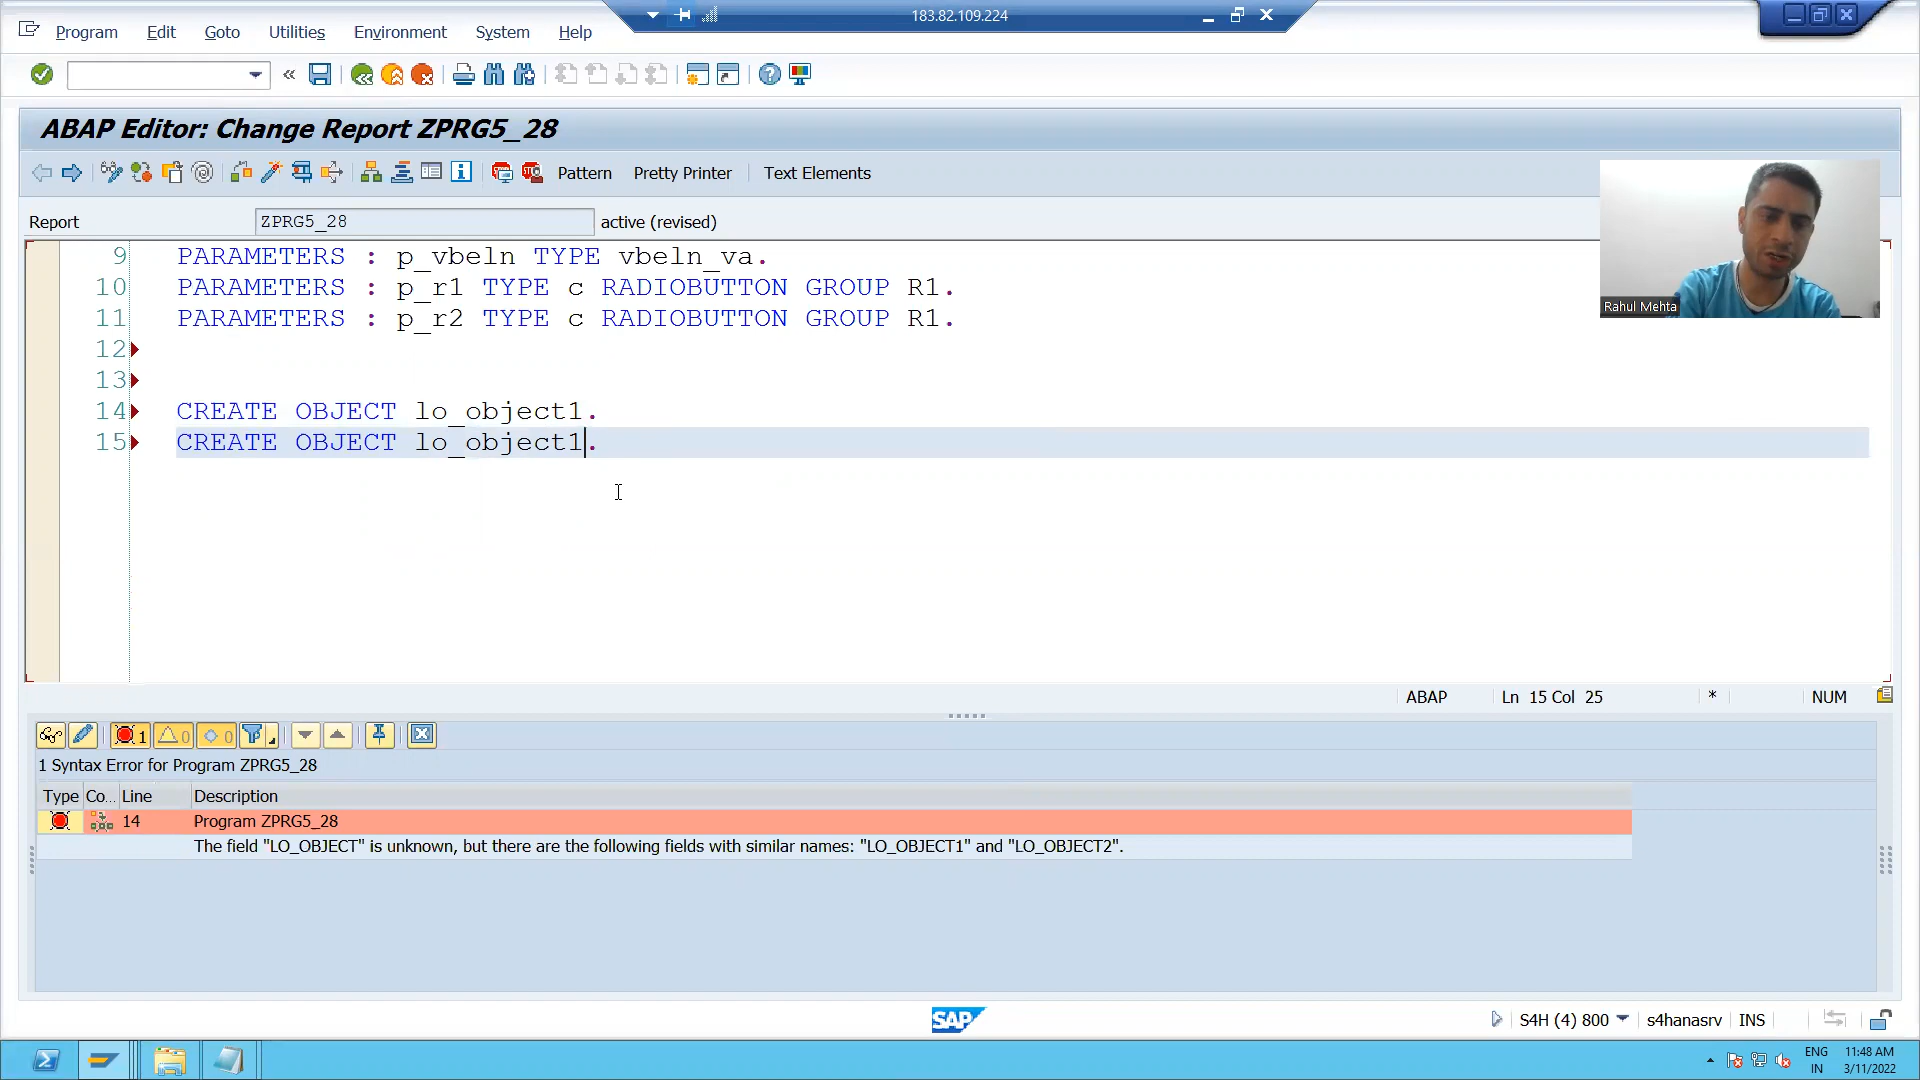 183.82.109.224
Program Edit Goto Utilities Environment System Help
ABAP Editor: Change Report ZPRG5_28
Pattern Pretty Printer Text Elements
Report ZPRG5_28 active (revised)
Rahul Mehta
9 PARAMETERS : p_vbeln TYPE vbeln_va.
10 PARAMETERS : p_r1 TYPE c RADIOBUTTON GROUP R1.
11 PARAMETERS : p_r2 TYPE c RADIOBUTTON GROUP R1.
12
13
14 CREATE OBJECT lo_object1.
15 CREATE OBJECT lo_object1.
ABAP Ln 15 Col 25 * NUM
1 0 0
1 Syntax Error for Program ZPRG5_28
Type Co... Line Description
14 Program ZPRG5_28
The field "LO_OBJECT" is unknown, but there are the following fields with similar names: "LO_OBJECT1" and "LO_OBJECT2".
SAP
S4H (4) 800 s4hanasrv INS
ENG 11:48 AM
IN 3/11/2022